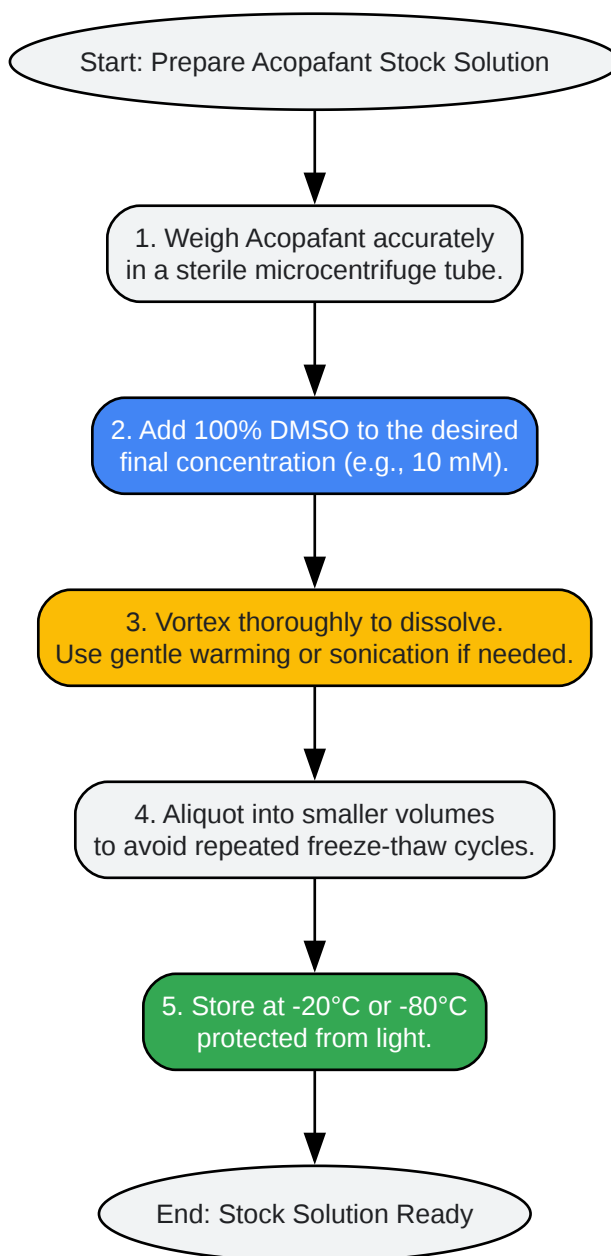 Start: Prepare Acopafant Stock Solution
1. Weigh Acopafant accurately
in a sterile microcentrifuge tube.
2. Add 100% DMSO to the desired
final concentration (e.g., 10 mM).
3. Vortex thoroughly to dissolve.
Use gentle warming or sonication if needed.
4. Aliquot into smaller volumes
to avoid repeated freeze-thaw cycles.
5. Store at -20°C or -80°C
protected from light.
End: Stock Solution Ready